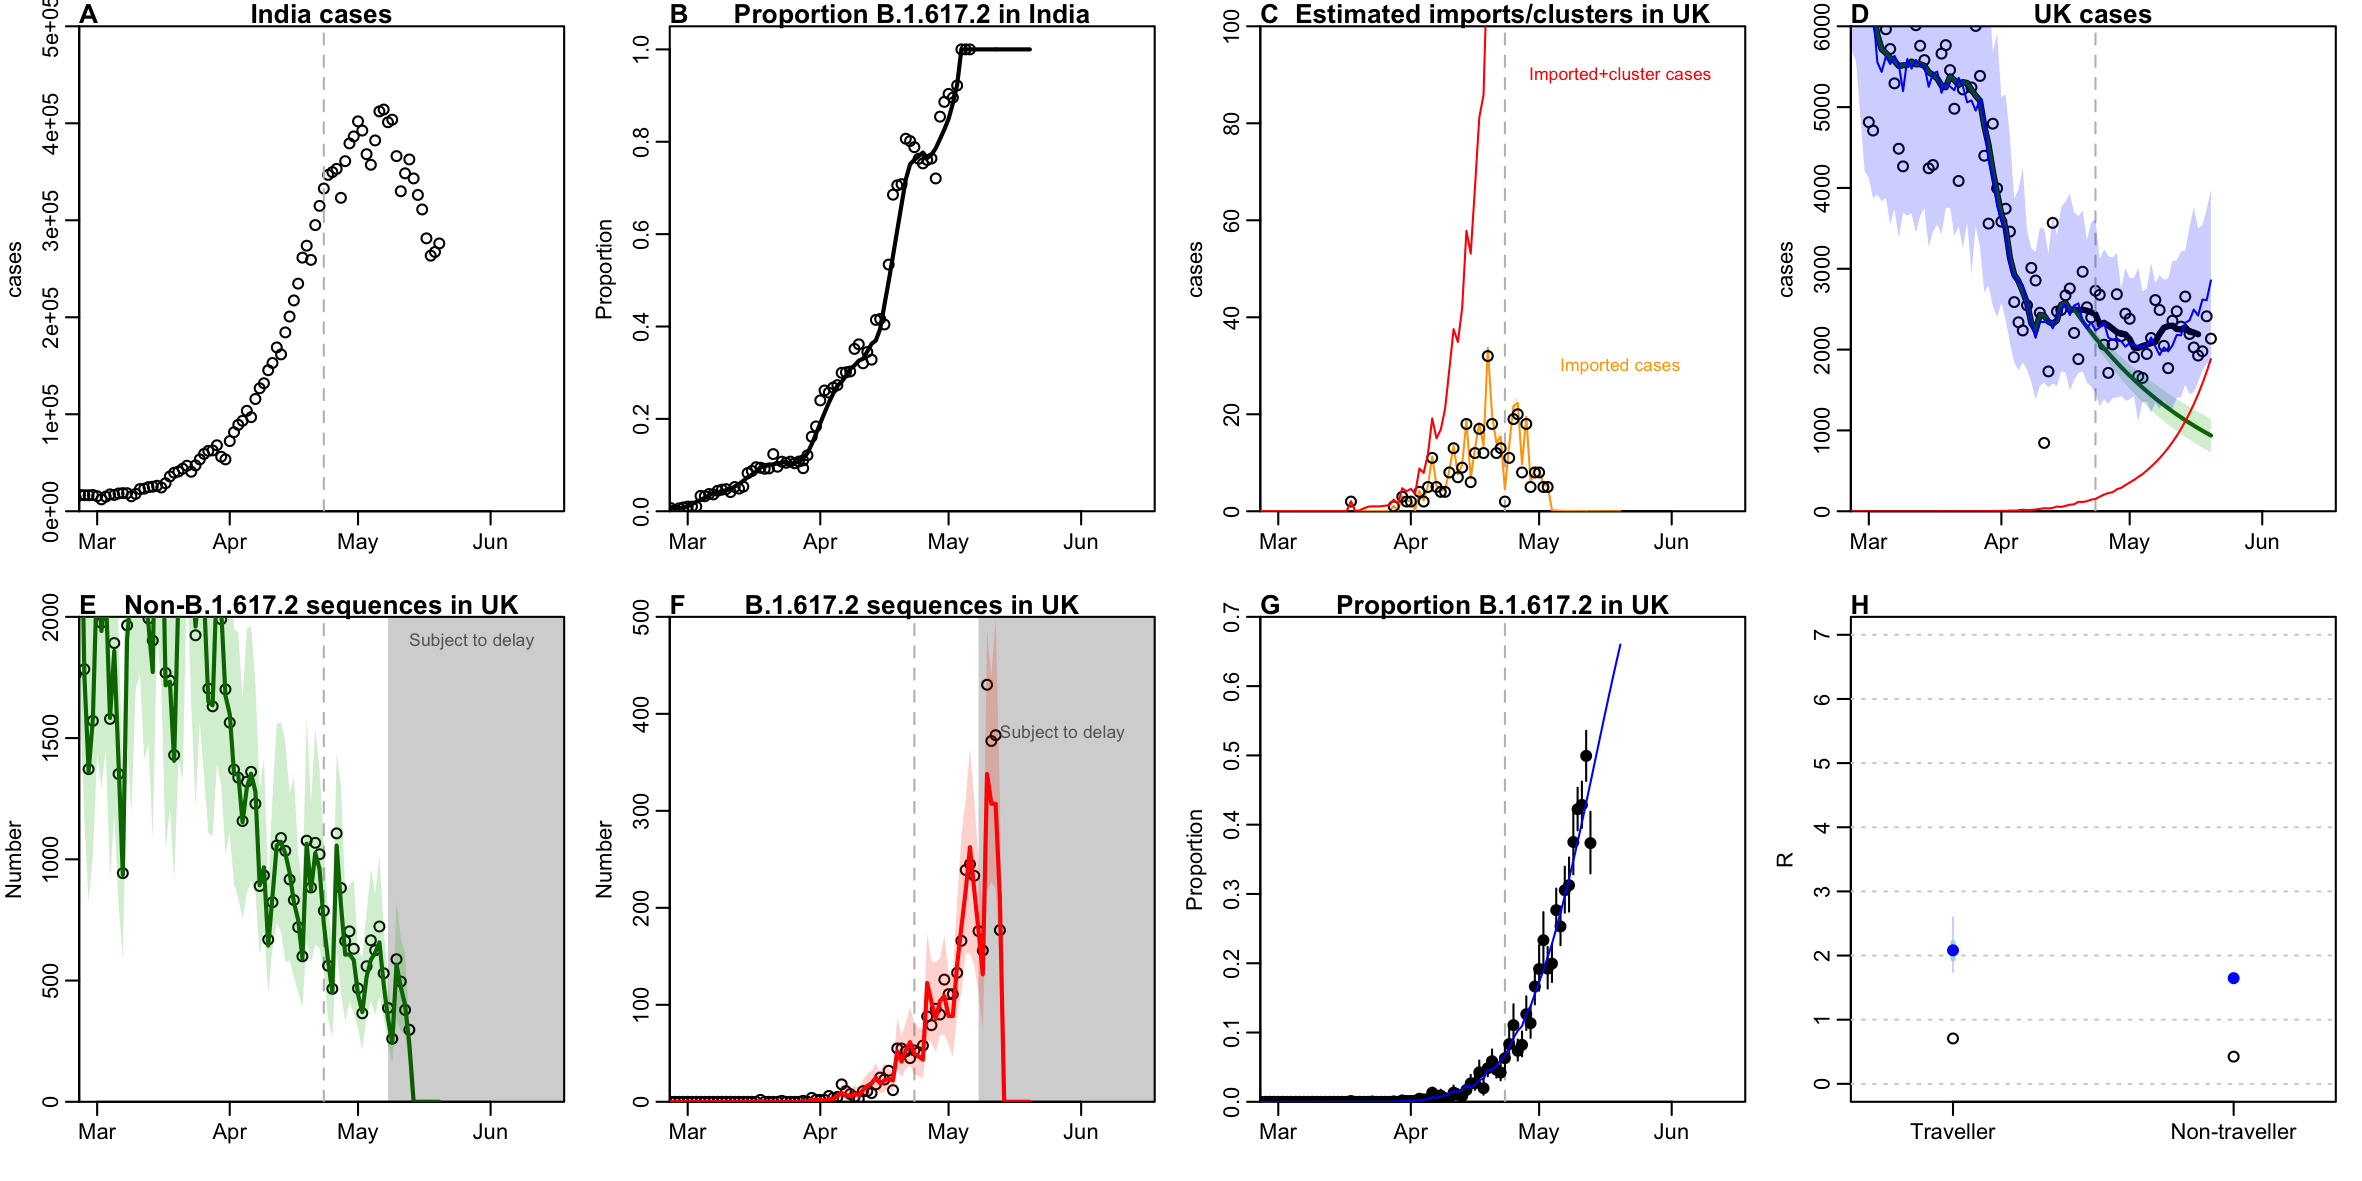 A India cases
cases
0e+00 1e+05 2e+05 3e+05 4e+05 5e+05
Mar Apr May Jun
B Proportion B.1.617.2 in India
Proportion
0.0 0.2 0.4 0.6 0.8 1.0
Mar Apr May Jun
C Estimated imports/clusters in UK
cases
0 20 40 60 80 100
Imported+cluster cases
Imported cases
Mar Apr May Jun
D UK cases
cases
0 1000 2000 3000 4000 5000 6000
Mar Apr May Jun
E Non-B.1.617.2 sequences in UK
Number
0 500 1000 1500 2000
Subject to delay
Mar Apr May Jun
F B.1.617.2 sequences in UK
Number
0 100 200 300 400 500
Subject to delay
Mar Apr May Jun
G Proportion B.1.617.2 in UK
Proportion
0.0 0.1 0.2 0.3 0.4 0.5 0.6 0.7
Mar Apr May Jun
H
R
0 1 2 3 4 5 6 7
Traveller Non-traveller